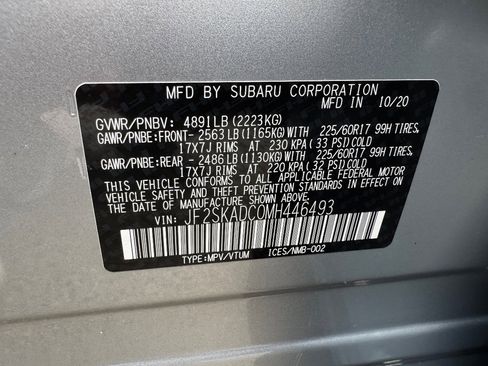 MFD BY SUBARU CORPORATION
MFD IN 10/20
GVWR/PNBV: 4891LB(2223KG)
GAWR/PNBE:FRONT- 2563LB(1165KG)WITH 225/60R17 99H TIRES,
17X7J RIMS AT 230 KPA(33 PSI)COLD
GAWR/PNBE:REAR - 2486LB(1130KG)WITH 225/60R17 99H TIRES,
17X7J RIMS AT 220 KPA(32 PSI)COLD
THIS VEHICLE CONFORMS TO ALL APPLICABLE FEDERAL MOTOR
VEHICLE SAFETY AND THEFT PREVENTION STANDARDS IN EFFECT
ON THE DATE OF MANUFACTURE SHOWN ABOVE.
VIN: JF2SKADC0MH446493
TYPE:MPV/VTUM ICES/NMB-002